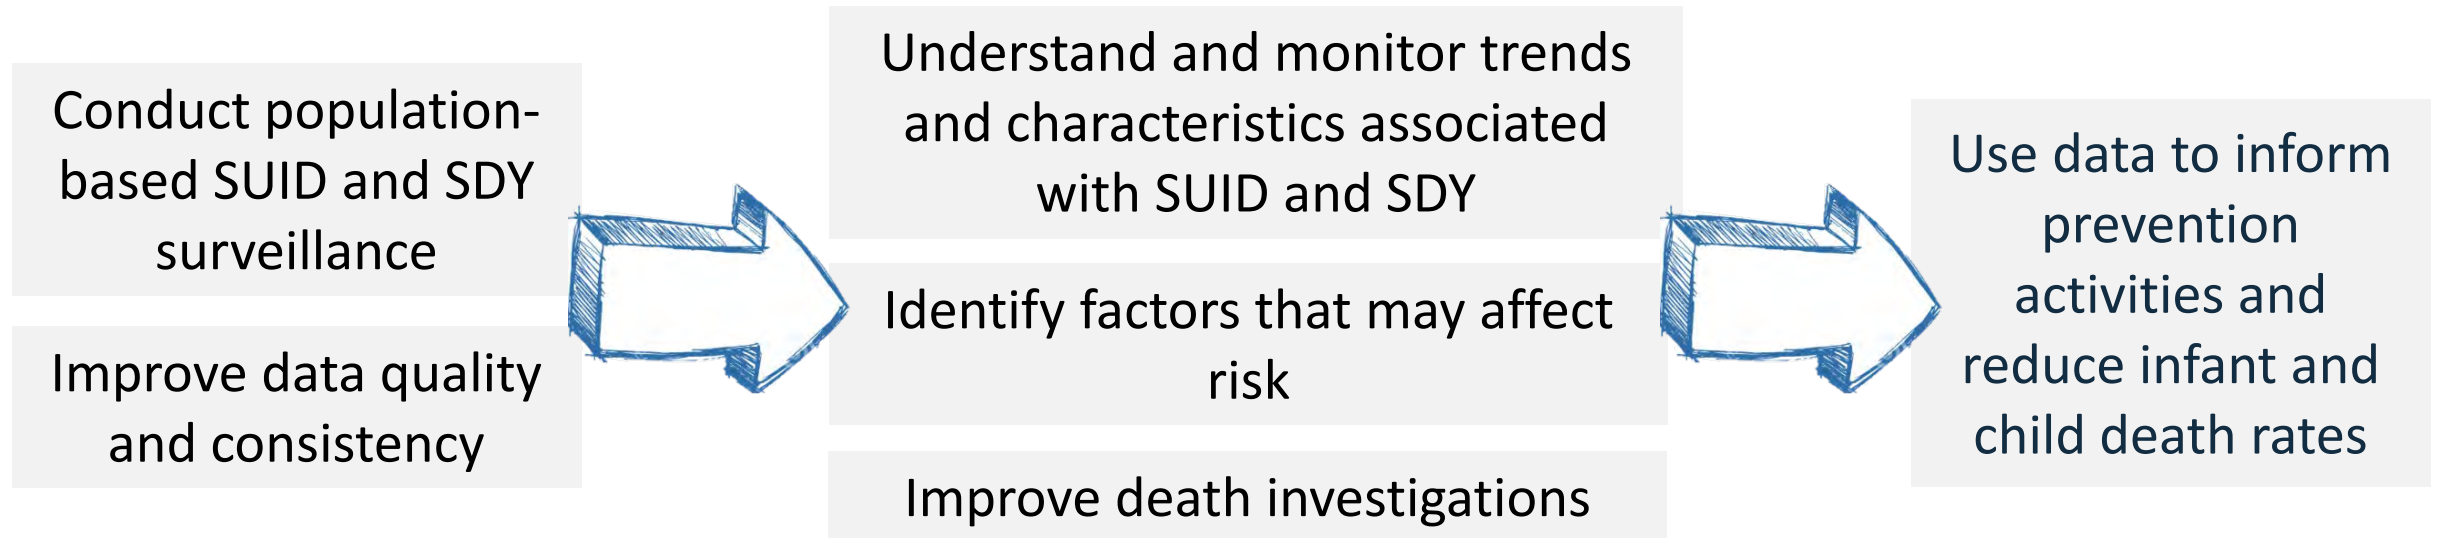 Conduct population-
based SUID and SDY
surveillance
Improve data quality
and consistency
Understand and monitor trends
and characteristics associated
with SUID and SDY
Identify factors that may affect
risk
Improve death investigations
Use data to inform
prevention
activities and
reduce infant and
child death rates